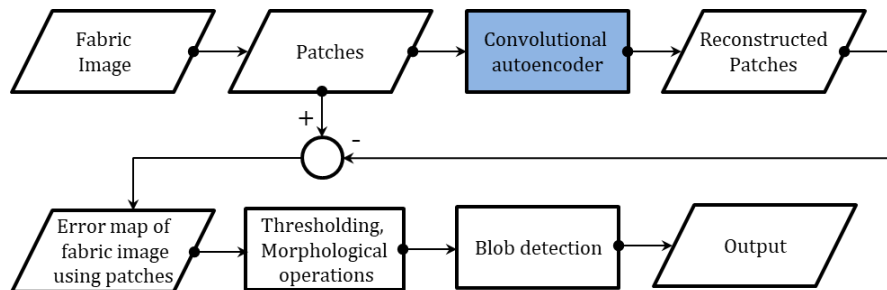 Fabric
Image
Patches
Convolutional
autoencoder
Reconstructed
Patches
+
-
Error map of
fabric image
using patches
Thresholding,
Morphological
operations
Blob detection
Output